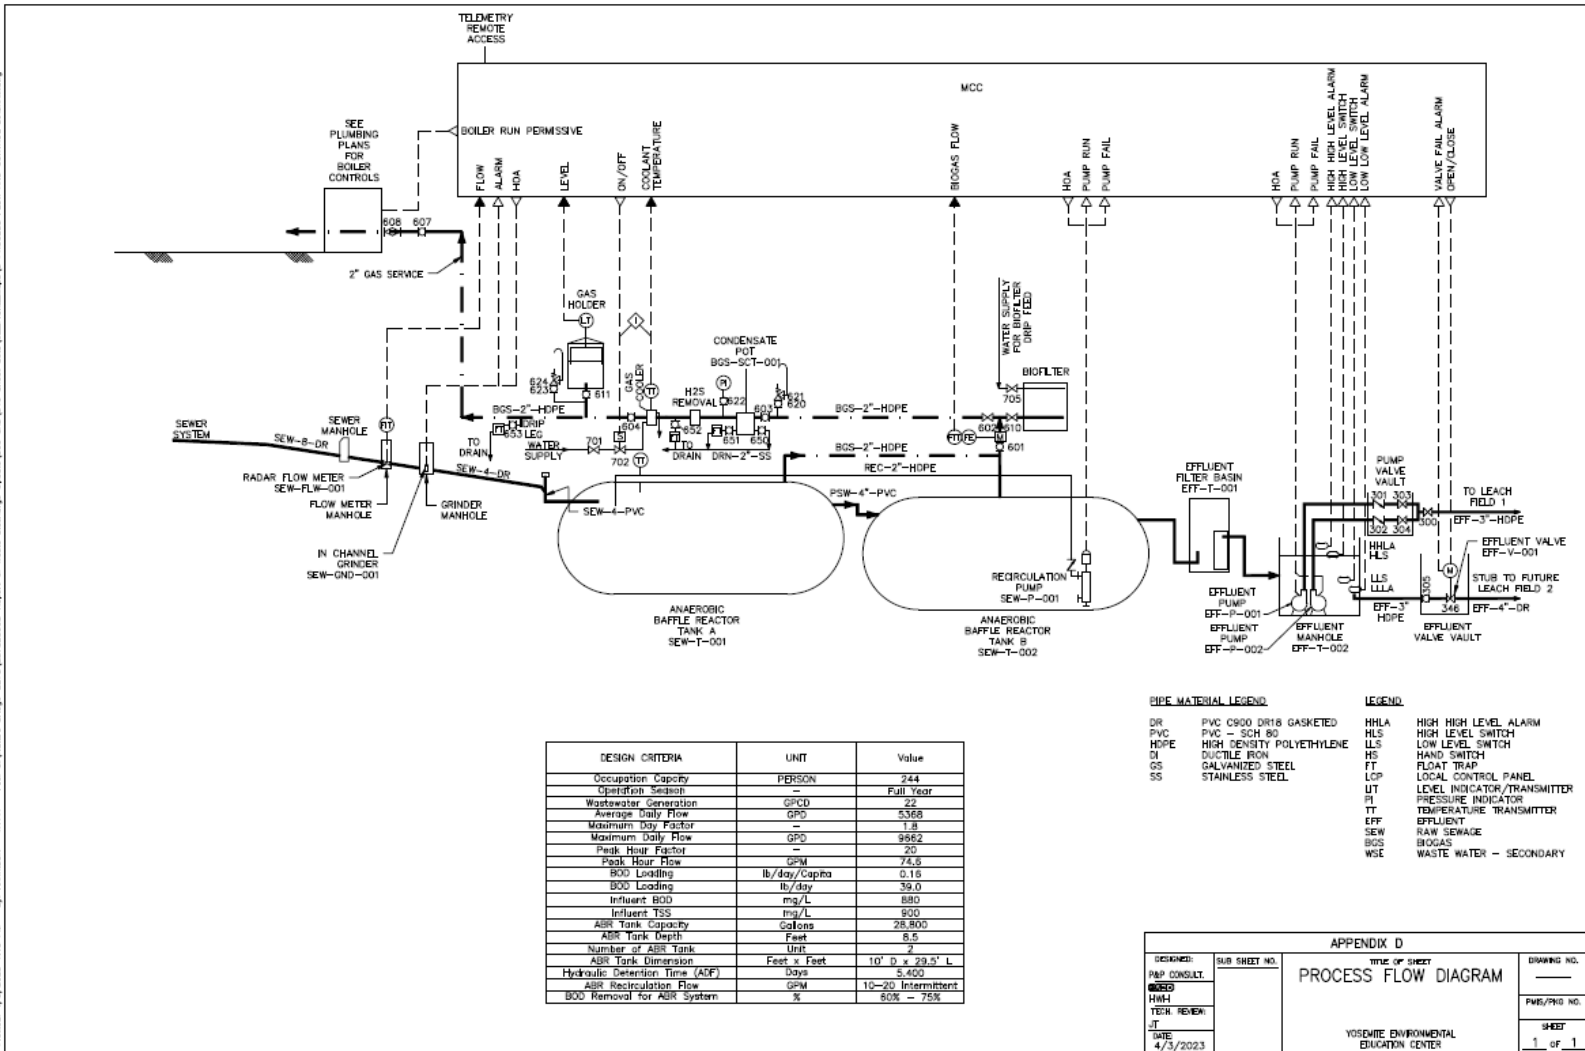 TELEMETRY
REMOTE
ACCESS
MCC
BOILER RUN PERMISSIVE
FLOW
ALARM
HOA
LEVEL
ON/OFF
COOLANT
TEMPERATURE
BIOGAS FLOW
HOA
PUMP RUN
PUMP FAIL
HOA
PUMP RUN
PUMP FAIL
HIGH HIGH LEVEL ALARM
HIGH LEVEL SWITCH
LOW LEVEL SWITCH
LOW LOW LEVEL ALARM
VALVE FAIL ALARM
OPEN/CLOSE
SEE
PLUMBING
PLANS
FOR
BOILER
CONTROLS
608
607
2" GAS SERVICE
GAS
HOLDER
LT
I
624
623
611
GAS
COOLER
TT
H2S
REMOVAL
CONDENSATE
POT
BGS-SCT-001
PI
622
603
621
620
WATER SUPPLY
FOR BIOFILTER
DRIP FEED
BIOFILTER
705
BGS-2"-HDPE
604
BGS-2"-HDPE
602
610
FT
653
DRIP
LEG
TO
DRAIN
WATER
SUPPLY
701
S
702
TT
FT
652
TO
DRAIN
FT
651
650
DRN-2"-SS
BGS-2"-HDPE
FIT
FE
M
601
REC-2"-HDPE
SEWER
SYSTEM
SEW-8-DR
SEWER
MANHOLE
FIT
RADAR FLOW METER
SEW-FLW-001
FLOW METER
MANHOLE
SEW-4-DR
GRINDER
MANHOLE
IN CHANNEL
GRINDER
SEW-GND-001
SEW-4-PVC
PSW-4"-PVC
ANAEROBIC
BAFFLE REACTOR
TANK A
SEW-T-001
RECIRCULATION
PUMP
SEW-P-001
ANAEROBIC
BAFFLE REACTOR
TANK B
SEW-T-002
EFFLUENT
FILTER BASIN
EFF-T-001
PUMP
VALVE
VAULT
301
303
302
304
300
TO LEACH
FIELD 1
EFF-3"-HDPE
HHLA
HLS
LLS
LLLA
EFFLUENT
PUMP
EFF-P-001
EFFLUENT
PUMP
EFF-P-002
EFFLUENT
MANHOLE
EFF-T-002
EFF-3"
HDPE
305
M
346
EFFLUENT VALVE
EFF-V-001
STUB TO FUTURE
LEACH FIELD 2
EFF-4"-DR
EFFLUENT
VALVE VAULT
PIPE MATERIAL LEGEND
DR PVC C900 DR18 GASKETED
PVC PVC - SCH 80
HDPE HIGH DENSITY POLYETHYLENE
DI DUCTILE IRON
GS GALVANIZED STEEL
SS STAINLESS STEEL
LEGEND
HHLA HIGH HIGH LEVEL ALARM
HLS HIGH LEVEL SWITCH
LLS LOW LEVEL SWITCH
HS HAND SWITCH
FT FLOAT TRAP
LCP LOCAL CONTROL PANEL
LIT LEVEL INDICATOR/TRANSMITTER
PI PRESSURE INDICATOR
TT TEMPERATURE TRANSMITTER
EFF EFFLUENT
SEW RAW SEWAGE
BGS BIOGAS
WSE WASTE WATER - SECONDARY
DESIGN CRITERIA UNIT Value
Occupation Capcity PERSON 244
Operation Season - Full Year
Wastewater Generation GPCD 22
Average Daily Flow GPD 5368
Maximum Day Factor - 1.8
Maximum Daily Flow GPD 9662
Peak Hour Factor - 20
Peak Hour Flow GPM 74.6
BOD Loading lb/day/Capita 0.16
BOD Loading lb/day 39.0
Influent BOD mg/L 880
Influent TSS mg/L 900
ABR Tank Capacity Gallons 28,800
ABR Tank Depth Feet 8.5
Number of ABR Tank Unit 2
ABR Tank Dimension Feet x Feet 10' D x 29.5' L
Hydraulic Detention Time (ADF) Days 5.400
ABR Recirculation Flow GPM 10-20 Intermittent
BOD Removal for ABR System % 60% - 75%
APPENDIX D
DESIGNED:
P&P CONSULT.
HWH
TECH. REVIEW:
JT
DATE:
4/3/2023
SUB SHEET NO.
TITLE OF SHEET
PROCESS FLOW DIAGRAM
YOSEMITE ENVIRONMENTAL
EDUCATION CENTER
DRAWING NO.
PMIS/PKG NO.
SHEET
1 OF 1